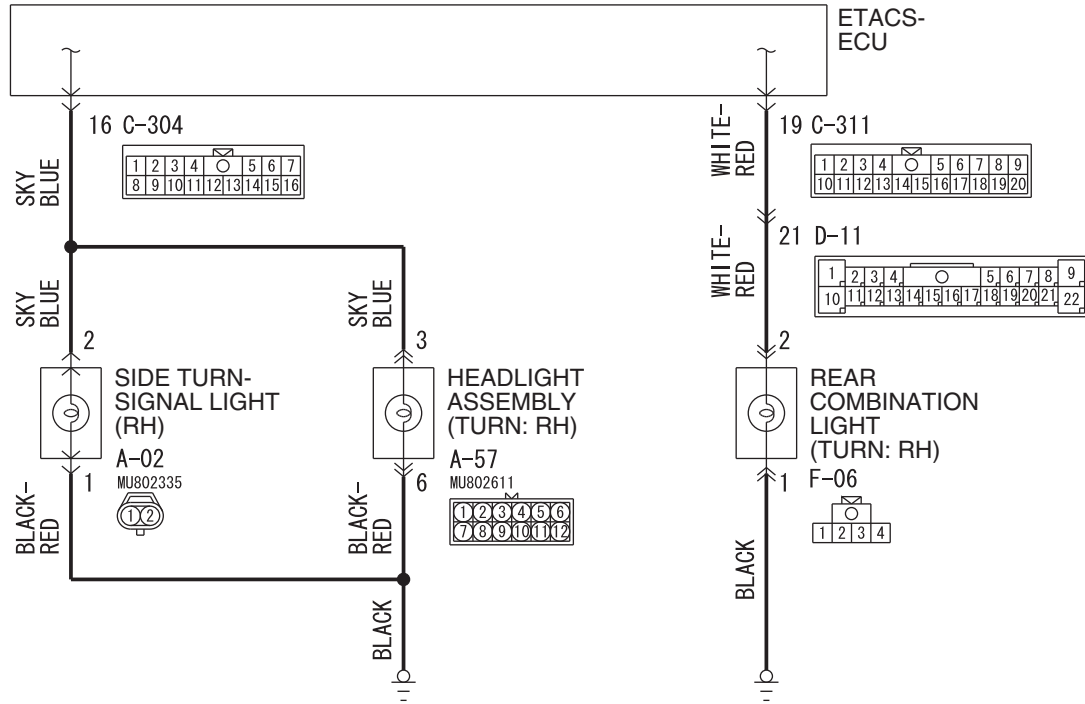 ETACS-
ECU
16 C-304
1 2 3 4 5 6 7
8 9 10 11 12 13 14 15 16
SKY
BLUE
WHITE-
RED
19 C-311
1 2 3 4 5 6 7 8 9
10 11 12 13 14 15 16 17 18 19 20
21 D-11
1 2 3 4 5 6 7 8 9
10 11 12 13 14 15 16 17 18 19 20 21 22
SKY
BLUE
SKY
BLUE
WHITE-
RED
2
3
2
SIDE TURN-
SIGNAL LIGHT
(RH)
A-02
MU802335
1 2
1
HEADLIGHT
ASSEMBLY
(TURN: RH)
A-57
MU802611
1 2 3 4 5 6
7 8 9 10 11 12
6
REAR
COMBINATION
LIGHT
(TURN: RH)
F-06
1 2 3 4
1
BLACK-
RED
BLACK-
RED
BLACK
BLACK